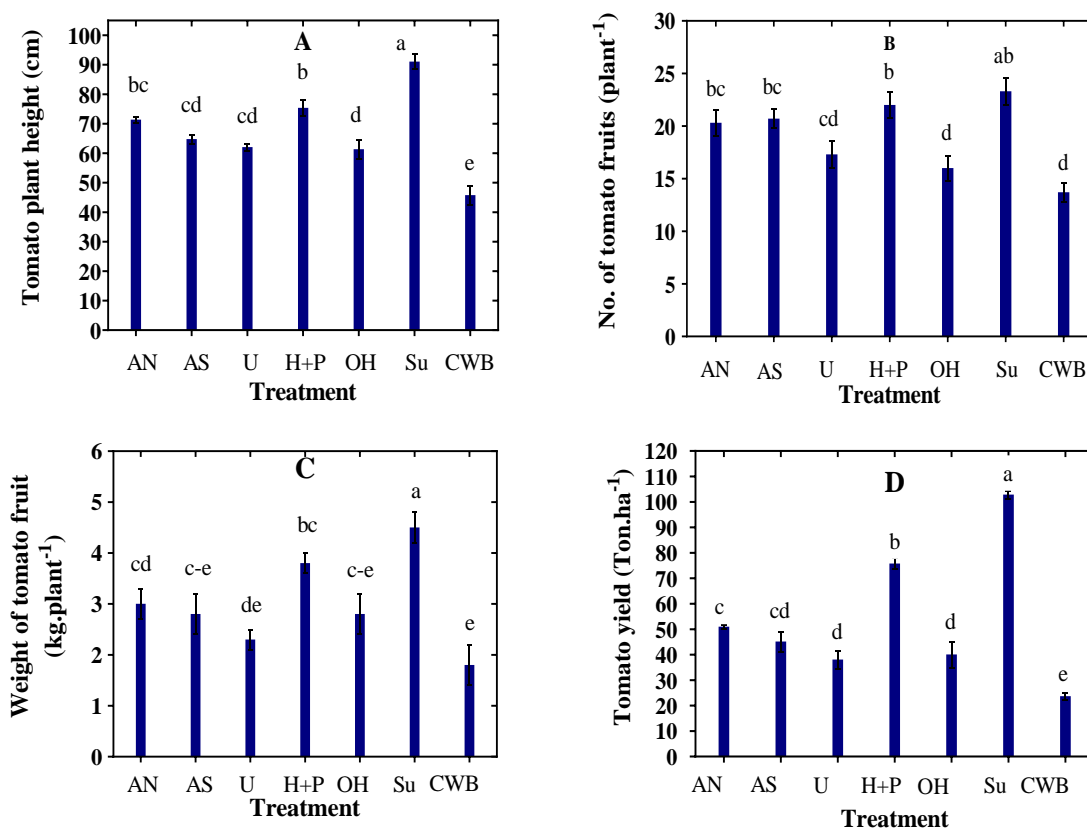 A
Tomato plant height (cm)
100
90
80
70
60
50
40
30
20
10
0
bc
cd
cd
b
d
a
e
AN AS U H+P OH Su CWB
Treatment
B
No. of tomato fruits (plant⁻¹)
30
25
20
15
10
5
0
bc
bc
cd
b
d
ab
d
AN AS U H+P OH Su CWB
Treatment
C
Weight of tomato fruit
(kg.plant⁻¹)
6
5
4
3
2
1
0
cd
c-e
de
bc
c-e
a
e
AN AS U H+P OH Su CWB
Treatment
D
Tomato yield (Ton.ha⁻¹)
120
110
100
90
80
70
60
50
40
30
20
10
0
c
cd
d
b
d
a
e
AN AS U H+P OH Su CWB
Treatment